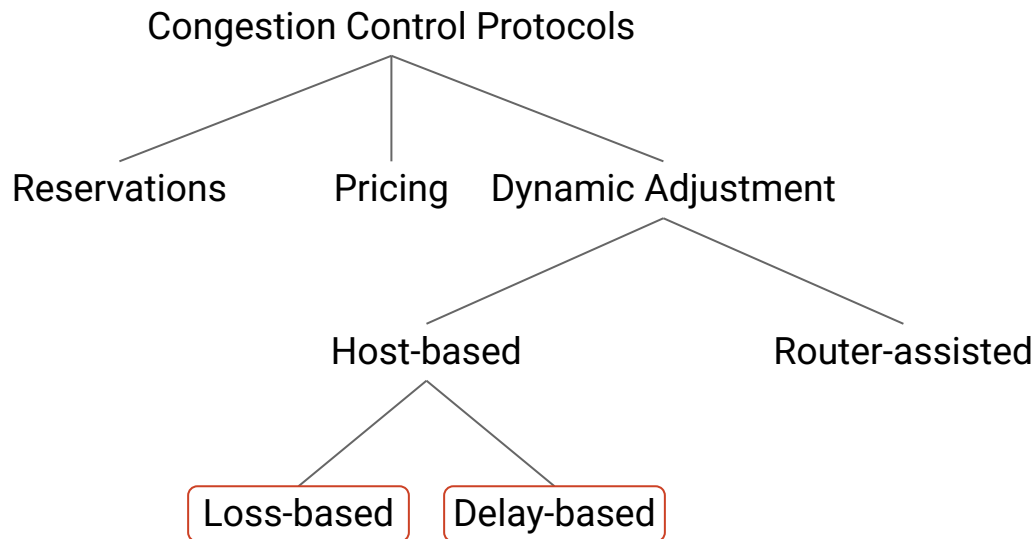 Congestion Control Protocols
Reservations Pricing Dynamic Adjustment
Host-based Router-assisted
Loss-based Delay-based